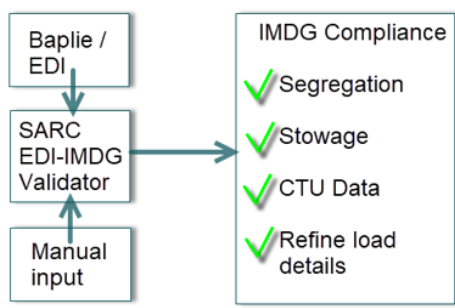 Baplie /
EDI
SARC
EDI-IMDG
Validator
Manual
input
IMDG Compliance
Segregation
Stowage
CTU Data
Refine load
details